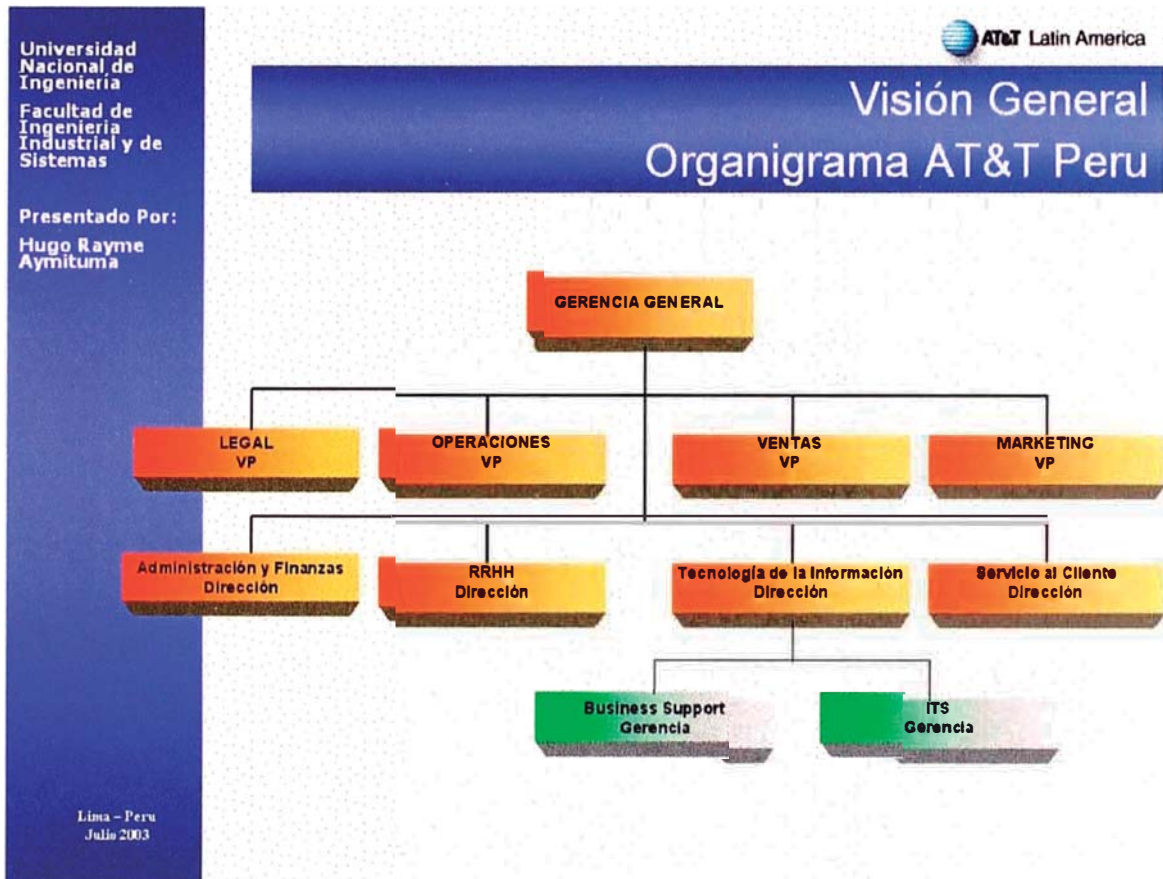 Universidad
Nacional de
Ingeniería
Facultad de
Ingeniería
Industrial y de
Sistemas
Presentado Por:
Hugo Rayme
Aymituma
AT&T Latin America
Visión General
Organigrama AT&T Peru
GERENCIA GENERAL
LEGAL
VP
OPERACIONES
VP
VENTAS
VP
MARKETING
VP
Administración y Finanzas
Dirección
RRHH
Dirección
Tecnología de la Información
Dirección
Servicio al Cliente
Dirección
Business Support
Gerencia
ITS
Gerencia
Lima – Peru
Julio 2003